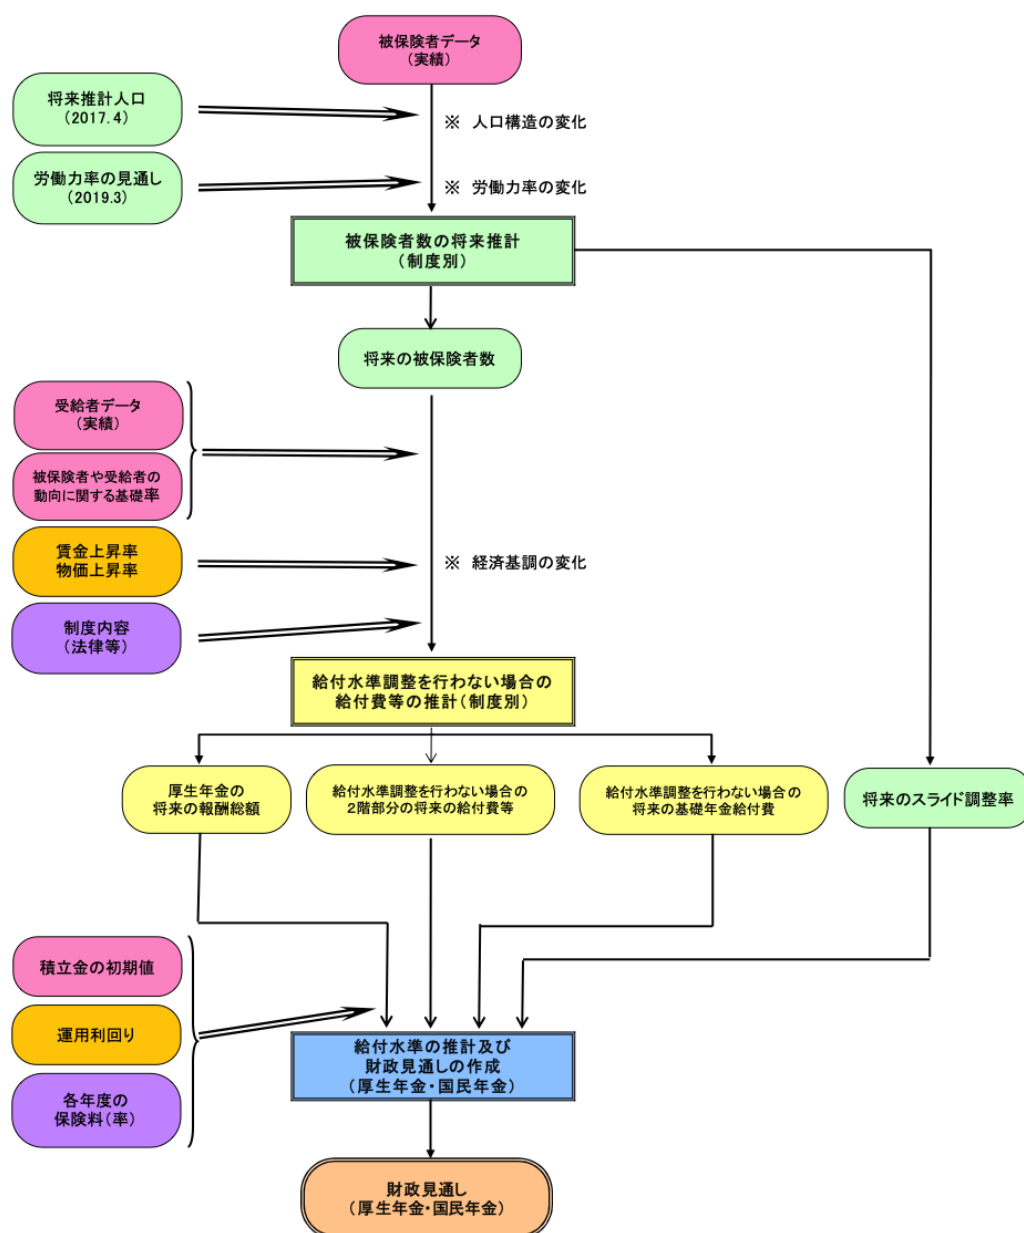 被保険者データ
(実績)
将来推計人口
(2017.4)
※ 人口構造の変化
労働力率の見通し
(2019.3)
※ 労働力率の変化
被保険者数の将来推計
(制度別)
将来の被保険者数
受給者データ
(実績)
被保険者や受給者の
動向に関する基礎率
賃金上昇率
物価上昇率
※ 経済基調の変化
制度内容
(法律等)
給付水準調整を行わない場合の
給付費等の推計(制度別)
厚生年金の
将来の報酬総額
給付水準調整を行わない場合の
2階部分の将来の給付費等
給付水準調整を行わない場合の
将来の基礎年金給付費
将来のスライド調整率
積立金の初期値
運用利回り
各年度の
保険料(率)
給付水準の推計及び
財政見通しの作成
(厚生年金・国民年金)
財政見通し
(厚生年金・国民年金)